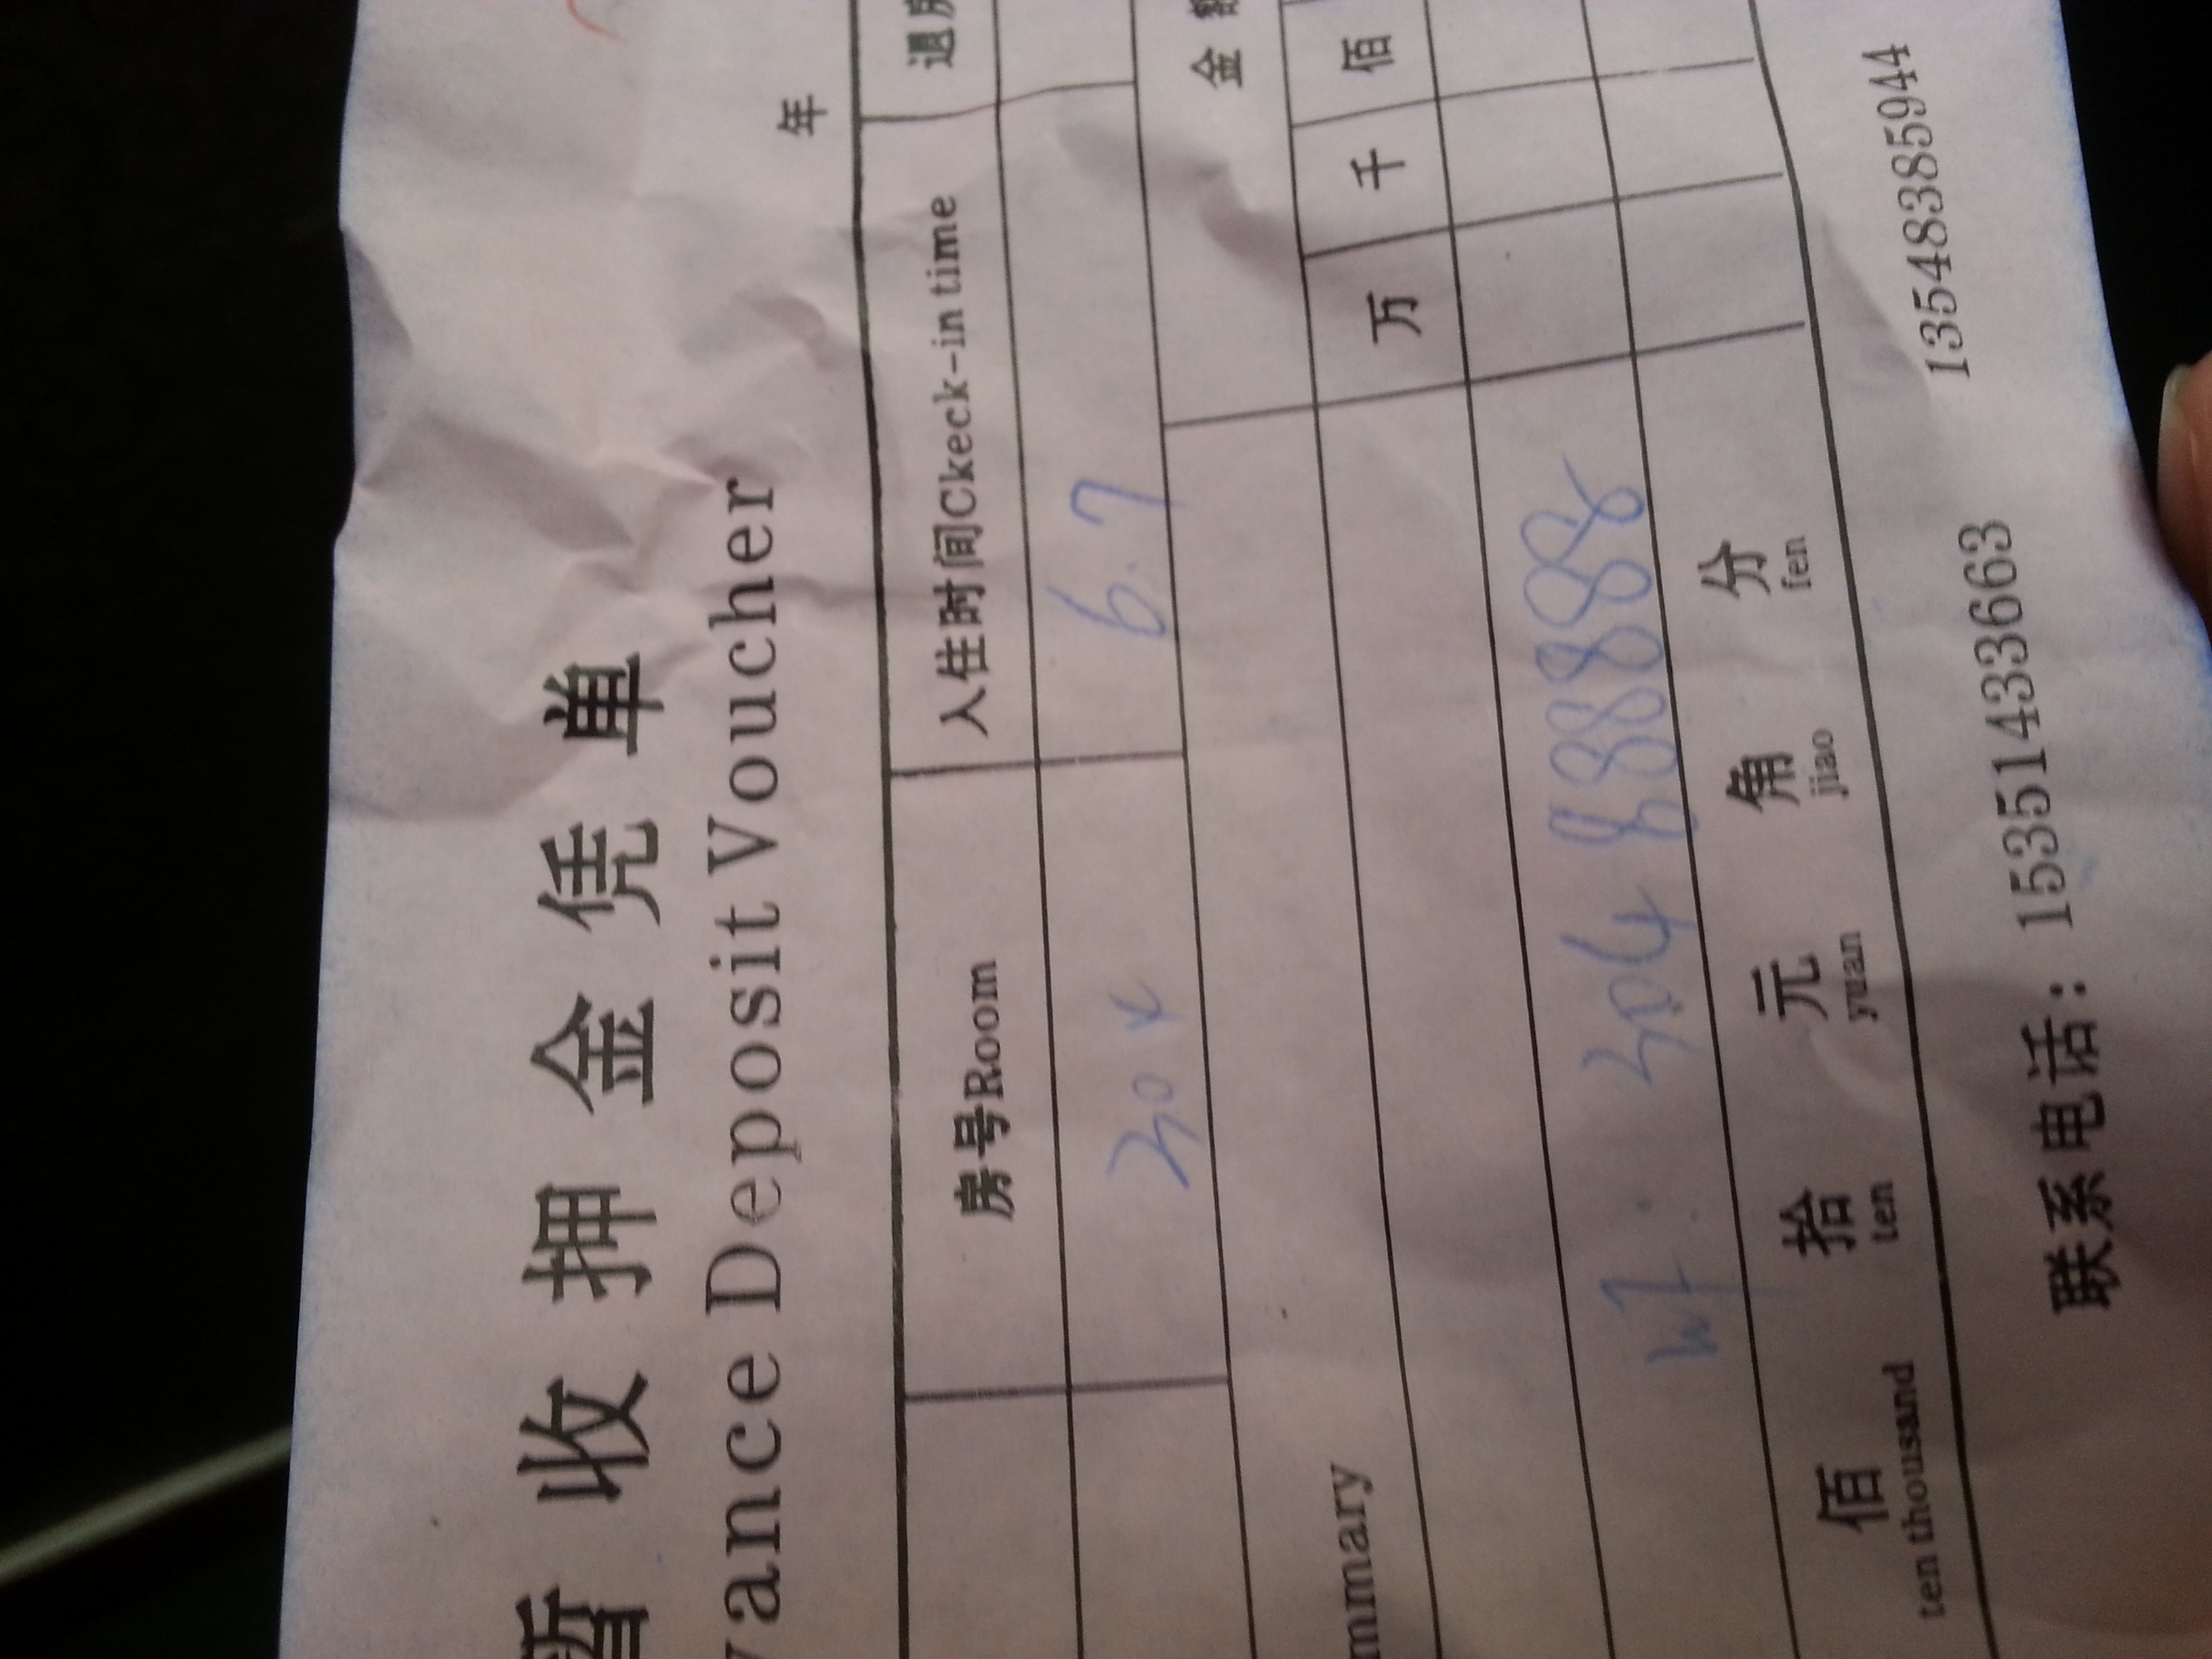 暂收押金凭单
vance Deposit Voucher
年
房号Room 入住时间Ckeck-in time 退房
304 6.7
金额
mmary
万 千 佰
wf: 304 888888
佰 拾 元 角 分
ten thousand ten yuan jiao fen
联系电话: 15351433663 13548385944